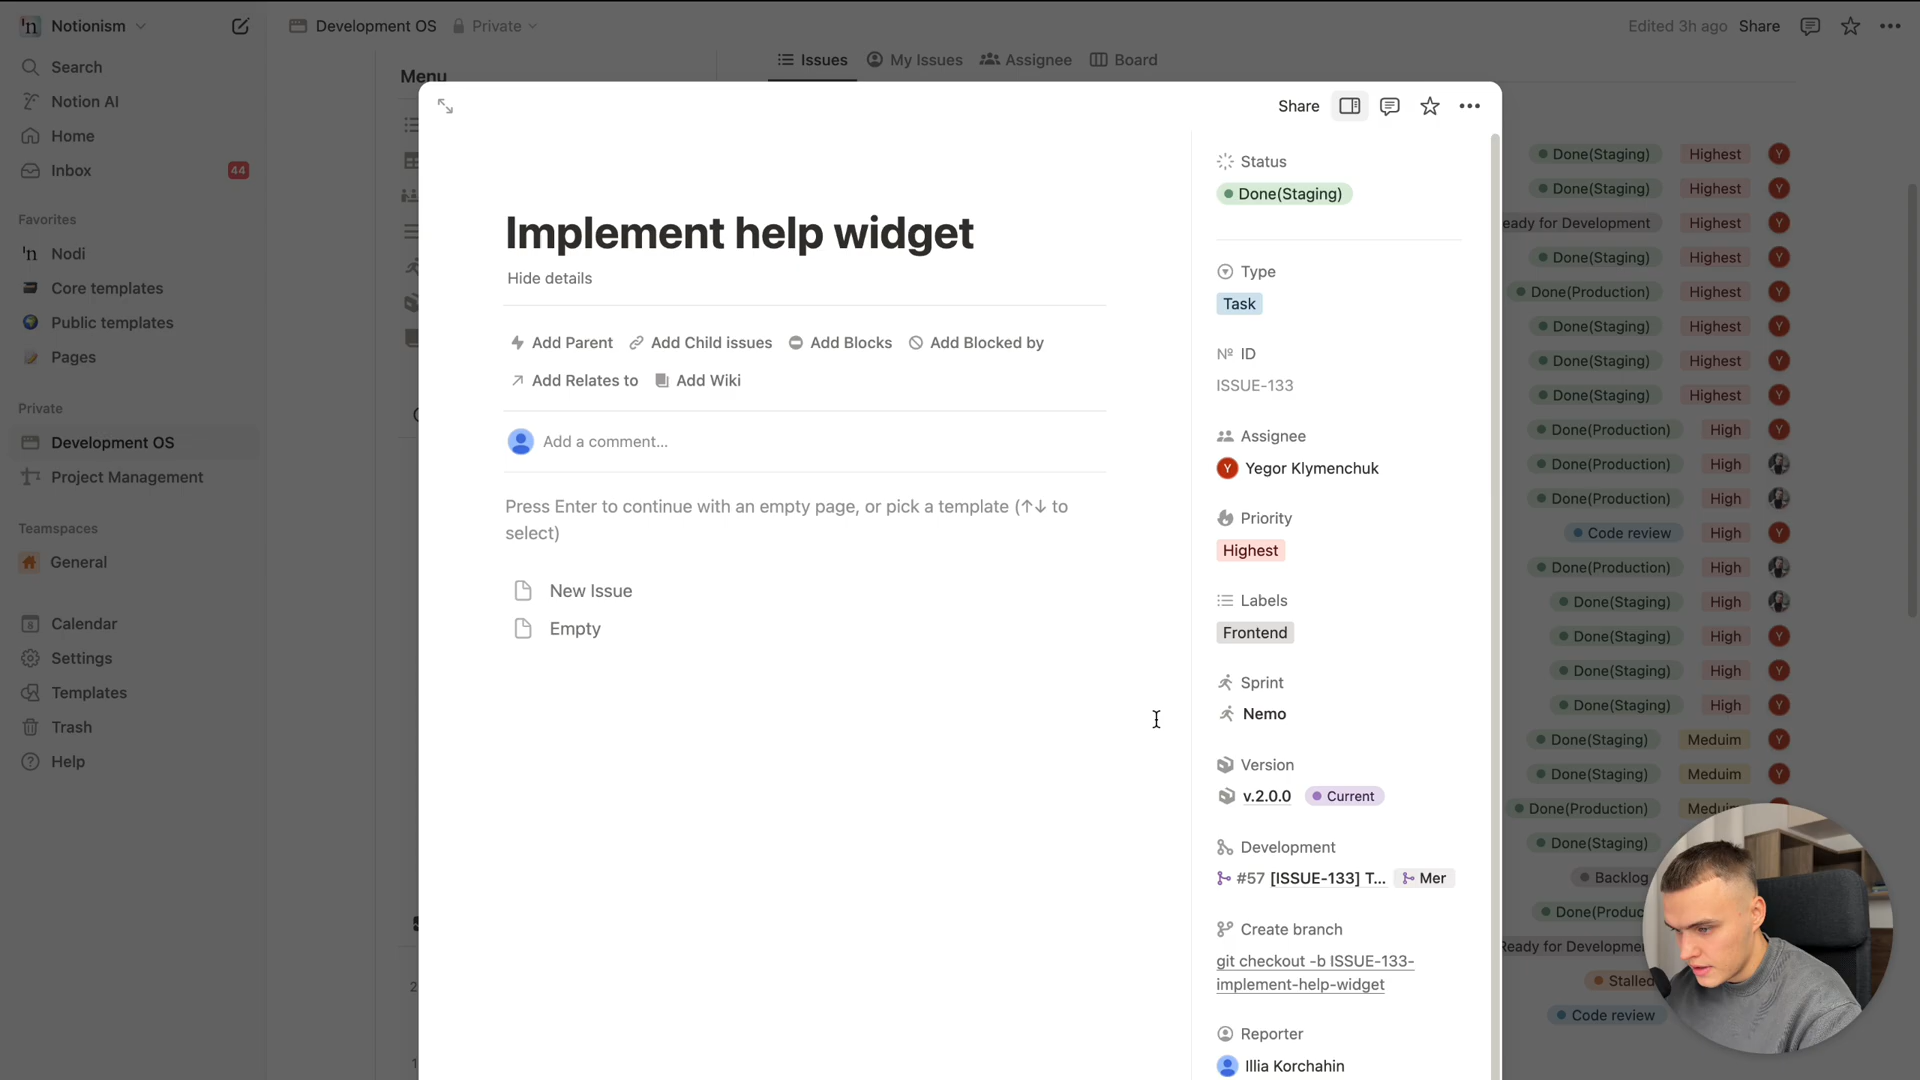 Notionism
Development OS
Private
Edited 3h ago
Share
Search
Notion AI
Home
Inbox
44
Favorites
Nodi
Core templates
Public templates
Pages
Private
Development OS
Project Management
Teamspaces
General
Calendar
8
Settings
Templates
Trash
Help
Menu
Issues
My Issues
Assignee
Board
Share
Implement help widget
Hide details
Add Parent
Add Child issues
Add Blocks
Add Blocked by
Add Relates to
Add Wiki
Add a comment...
Press Enter to continue with an empty page, or pick a template (↑↓ to
select)
New Issue
Empty
Status
Done(Staging)
Type
Task
Nº ID
ISSUE-133
Assignee
Y Yegor Klymenchuk
Priority
Highest
Labels
Frontend
Sprint
Nemo
Version
v.2.0.0 Current
Development
#57 [ISSUE-133] T... Mer
Create branch
git checkout -b ISSUE-133-
implement-help-widget
Reporter
Illia Korchahin
Done(Staging) Highest Y
Done(Staging) Highest Y
eady for Development Highest Y
Done(Staging) Highest Y
Done(Production) Highest Y
Done(Staging) Highest Y
Done(Staging) Highest Y
Done(Staging) Highest Y
Done(Production) High Y
Done(Production) High
Done(Production) High
Code review High Y
Done(Production) High
Done(Staging) High
Done(Staging) High Y
Done(Staging) High Y
Done(Staging) High Y
Done(Staging) Meduim Y
Done(Staging) Meduim Y
Done(Production) Meduim
Done(Staging)
Backlog
Done(Produc
Ready for Developme
Stalled
Code review